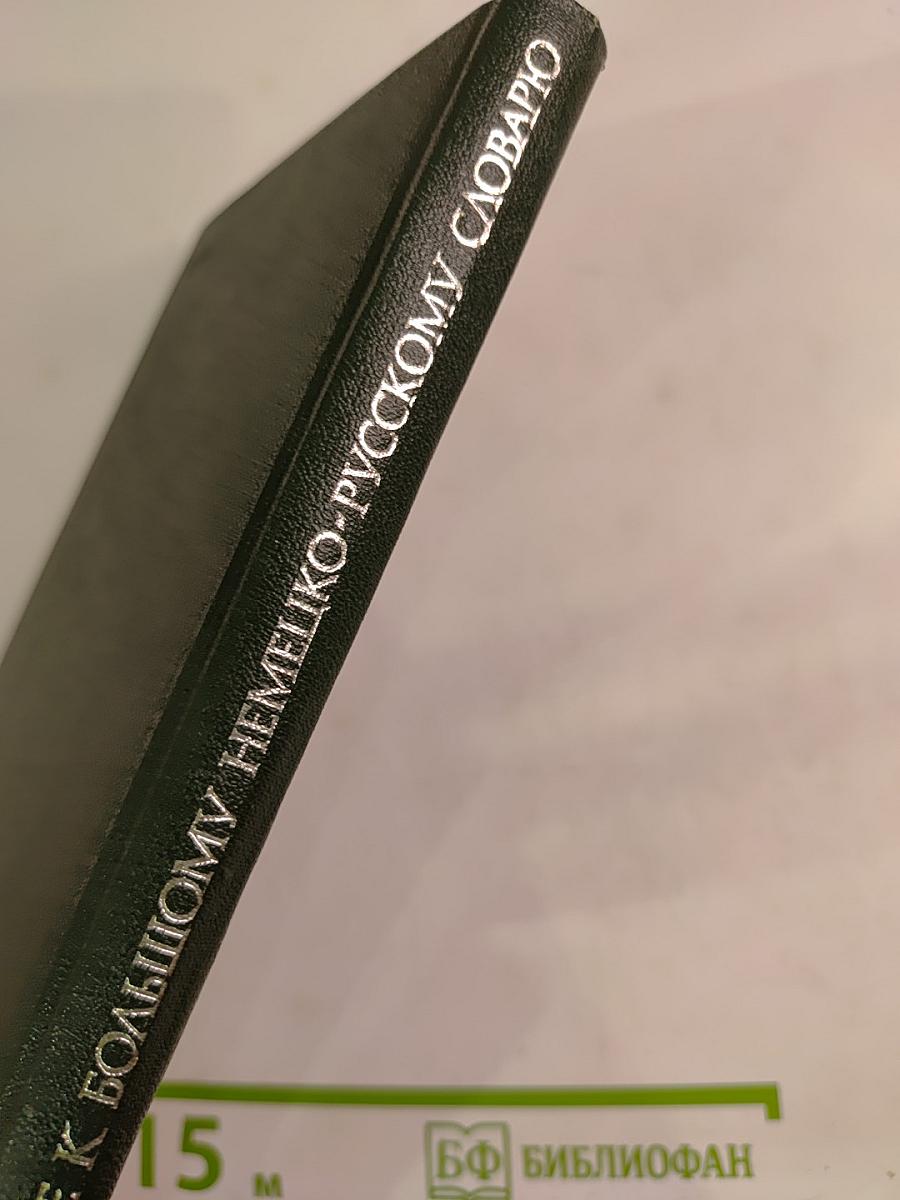 К БОЛЬШОМУ НЕМЕЦКО-РУССКОМУ СЛОВАРЮ
15 м
БФ БИБЛИОФАН